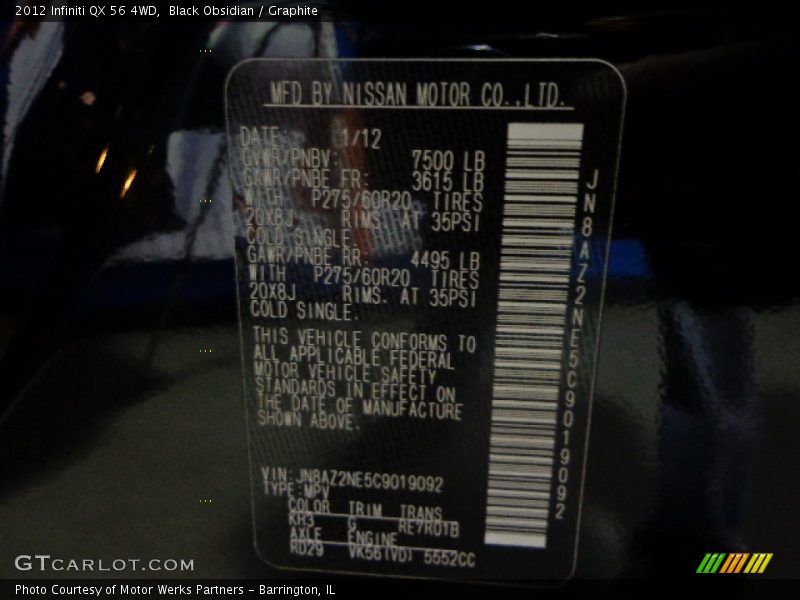 2012 Infiniti QX 56 4WD, Black Obsidian / Graphite
MFD BY NISSAN MOTOR CO.,LTD.
DATE: 1/12
GVWR/PNBV: 7500 LB
GAWR/PNBE FR: 3615 LB
WITH P275/60R20 TIRES
20X8J RIMS. AT 35PSI
COLD SINGLE.
GAWR/PNBE RR: 4495 LB
WITH P275/60R20 TIRES
20X8J RIMS. AT 35PSI
COLD SINGLE.
THIS VEHICLE CONFORMS TO
ALL APPLICABLE FEDERAL
MOTOR VEHICLE SAFETY
STANDARDS IN EFFECT ON
THE DATE OF MANUFACTURE
SHOWN ABOVE.
VIN: JN8AZ2NE5C9019092
TYPE: MPV
COLOR TRIM TRANS
KH3 G RE7R01B
AXLE ENGINE
RD29 VK56(VD) 5552CC
JN8AZ2NE5C9019092
GTCARLOT.COM
Photo Courtesy of Motor Werks Partners - Barrington, IL